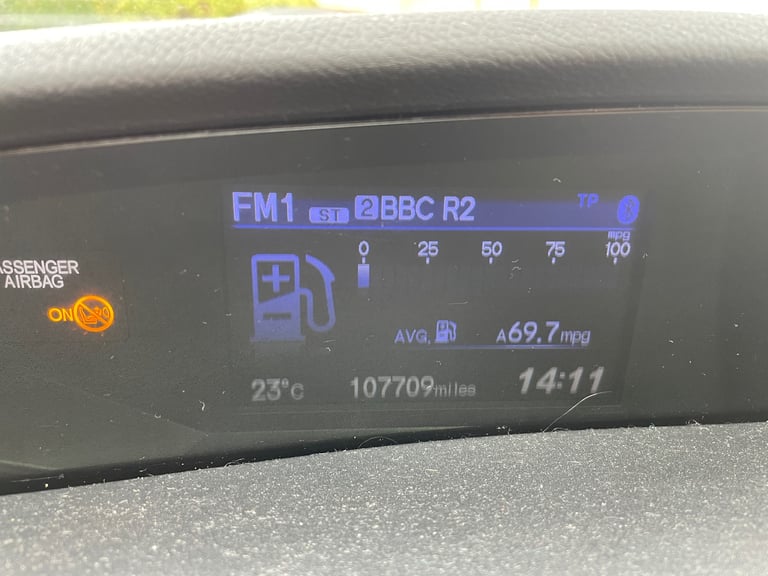 FM1 ST 2 BBC R2 TP
mpg
0 25 50 75 100
PASSENGER
AIRBAG
ON
AVG. A69.7mpg
23°C 107709miles 14:11